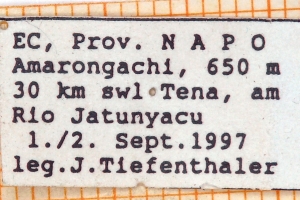 EC, Prov. N A P O
Amarongachi, 650 m
30 km swl Tena, am
Rio Jatunyacu
1./2. Sept.1997
leg.J.Tiefenthaler